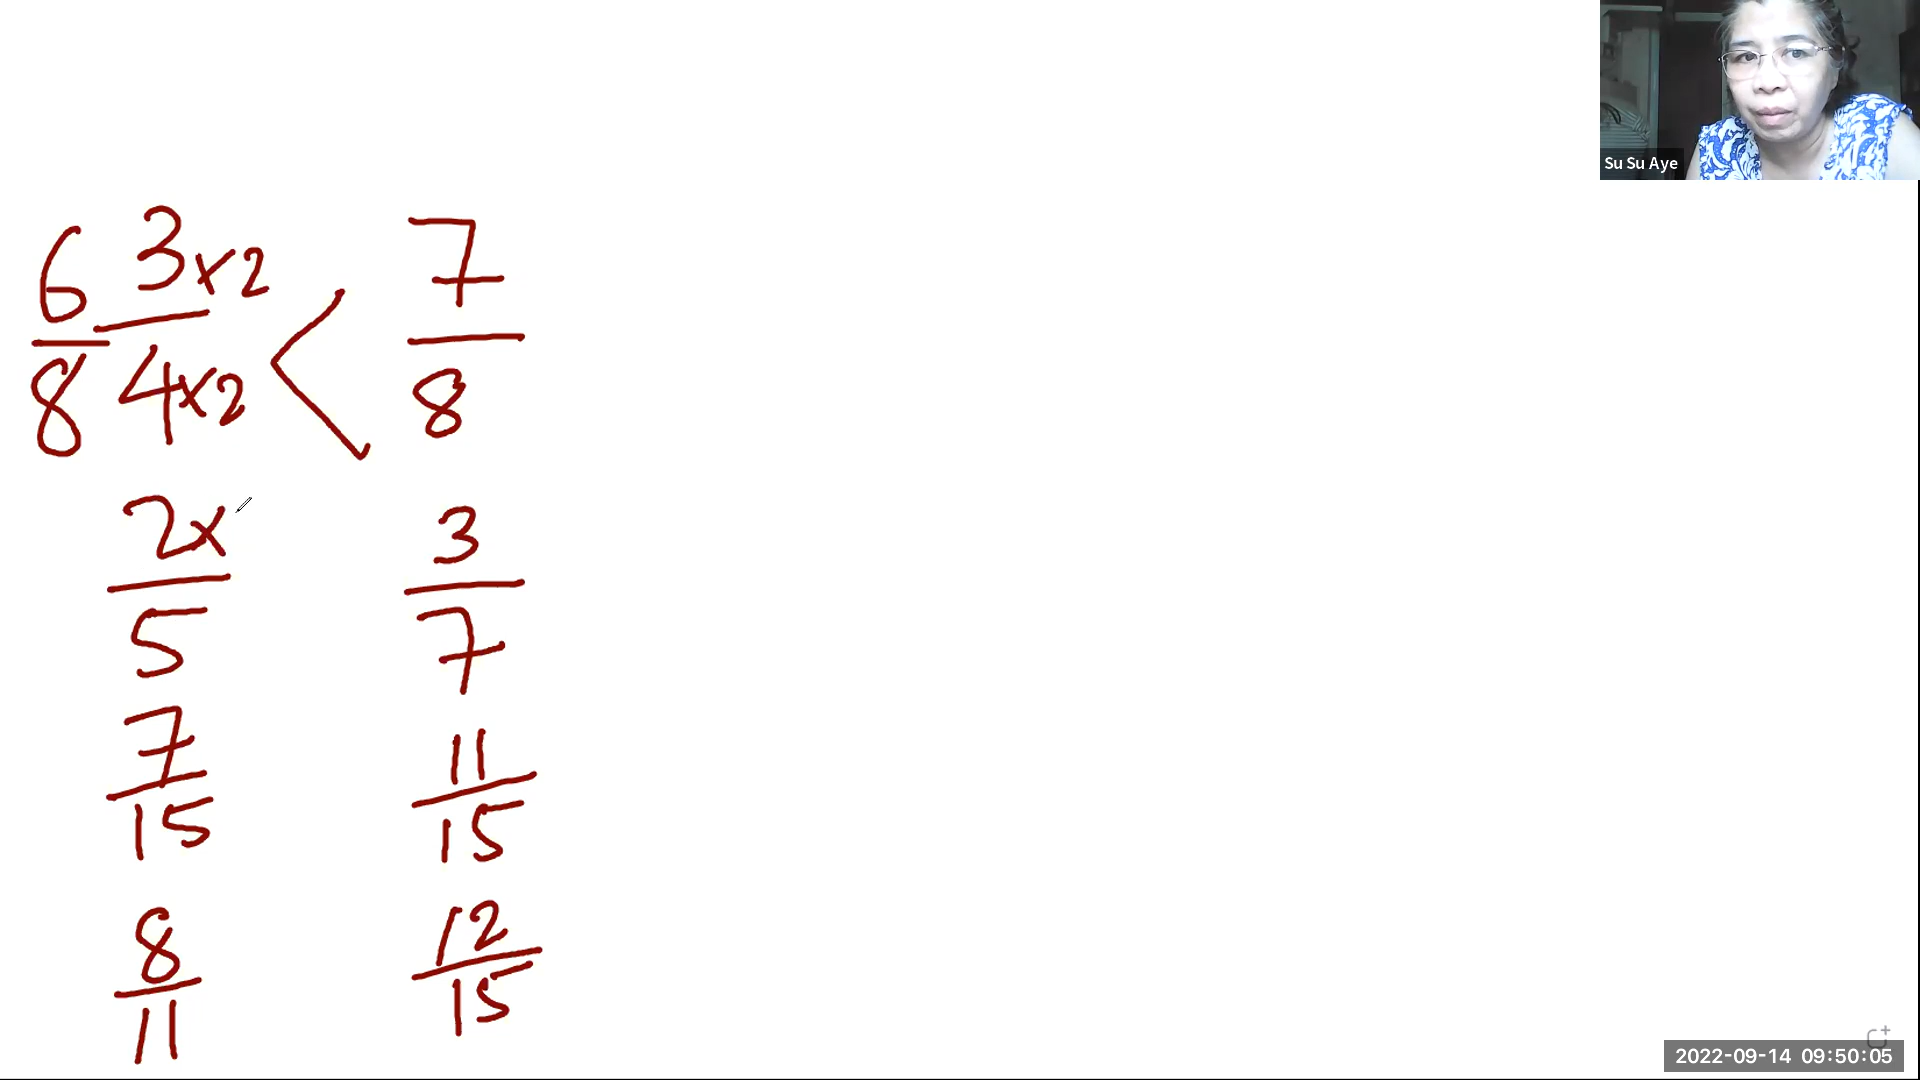 Su Su Aye
6/8 3x2/4x2 < 7/8
2x/5 3/7
7/15 11/15
8/11 12/15
2022-09-14 09:50:05